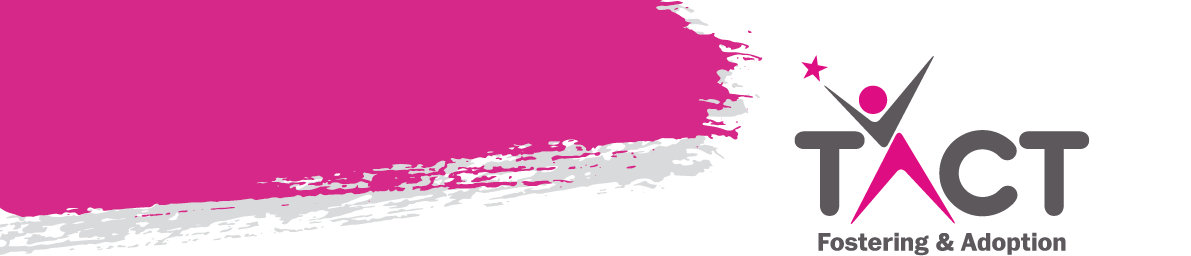 TACT
Fostering & Adoption